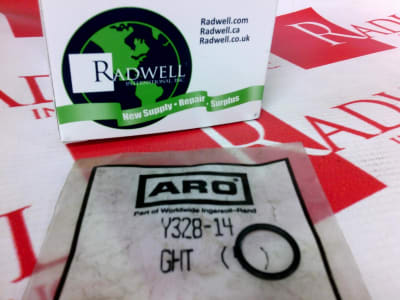 Radwell.com
Radwell.ca
Radwell.co.uk
RADWELL
INTERNATIONAL, INC.
New Supply • Repair • Surplus
ARO
Part of Worldwide Ingersoll-Rand
Y328-14
GHT ( )